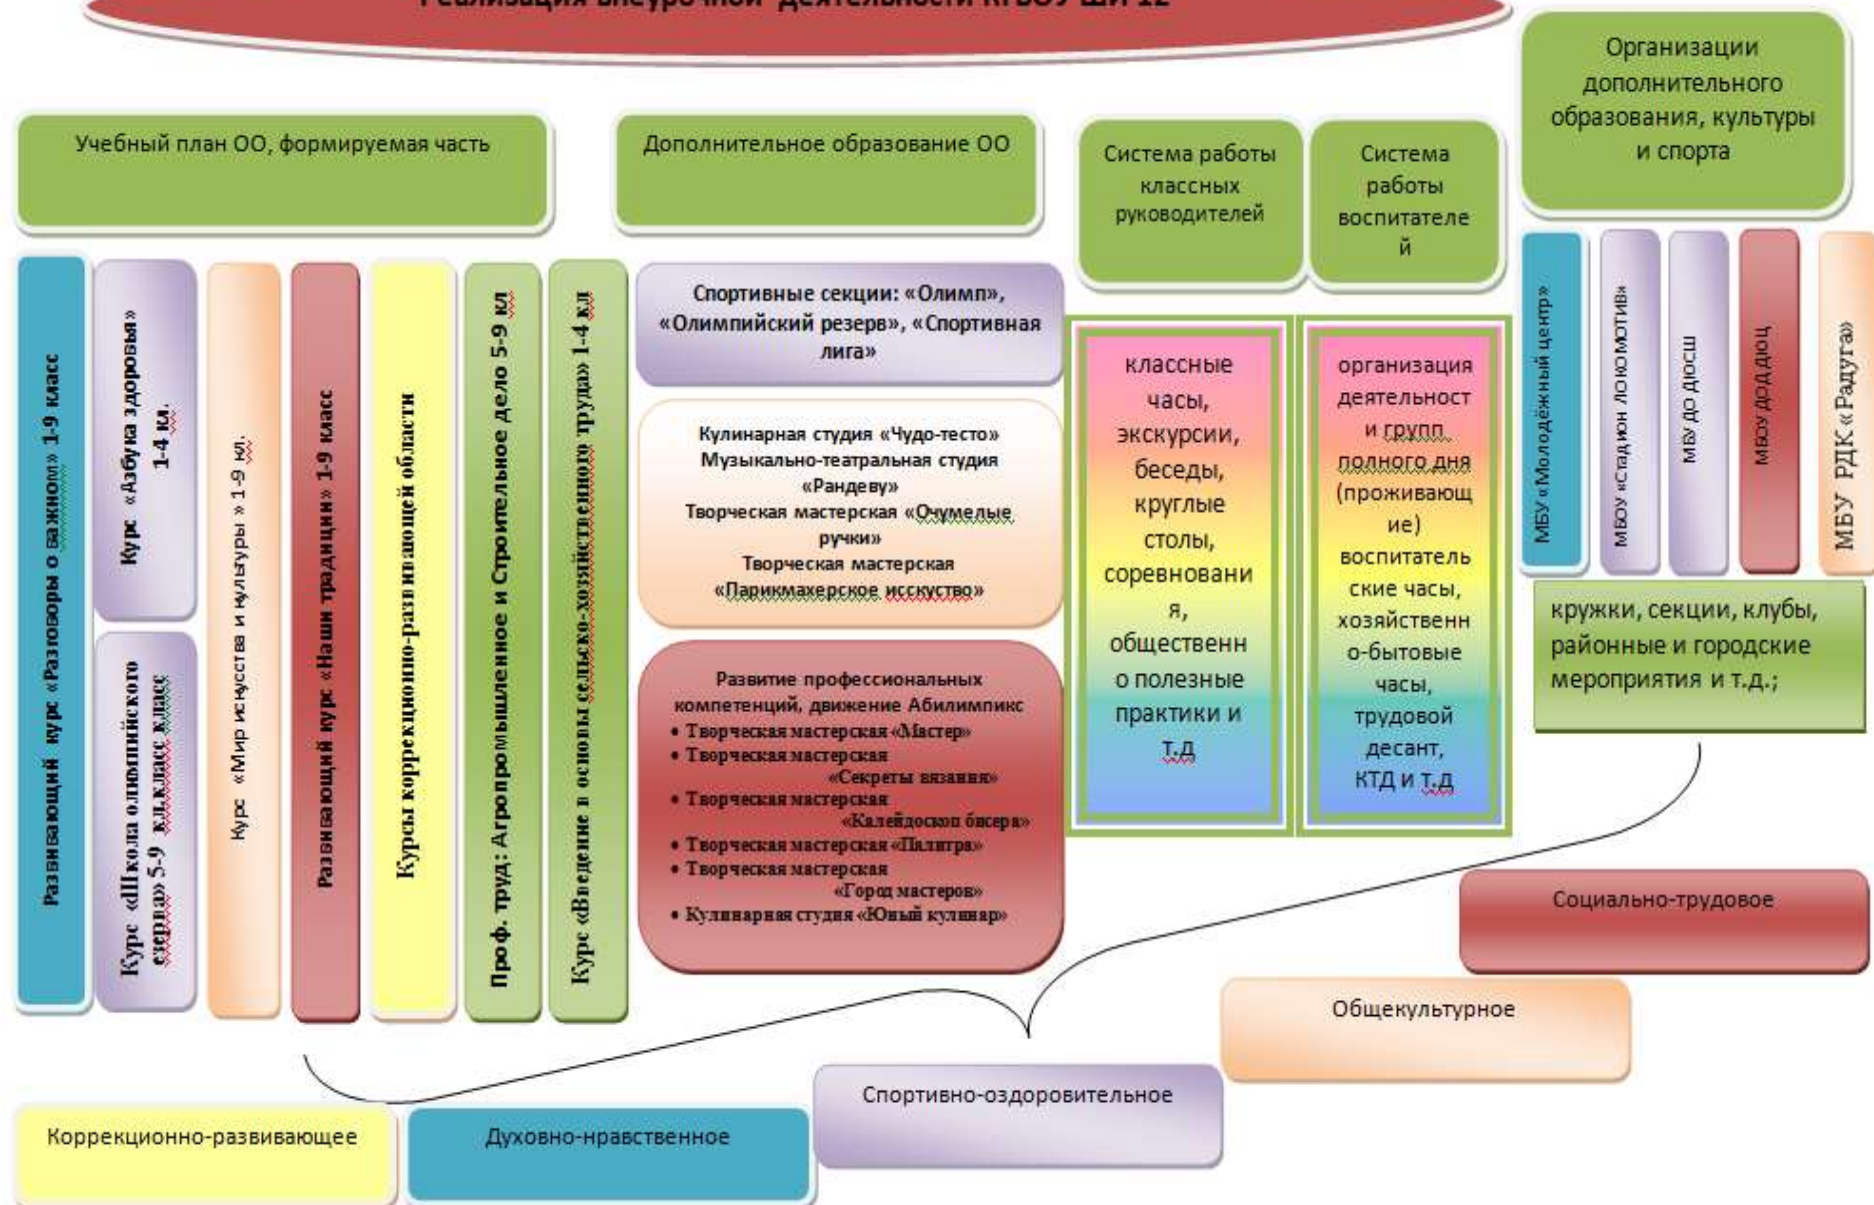 Реализация внеурочной деятельности КГБОУ ШИ 12
Учебный план ОО, формируемая часть
Дополнительное образование ОО
Система работы
классных
руководителей
Система
работы
воспитателе
й
Организации
дополнительного
образования, культуры
и спорта
Развивающий курс «Разговоры о важном» 1-9 класс
Курс «Азбука здоровья»
1-4 кл.
Курс «Школа олимпийского
езерва» 5-9 кл.класс класс
Курс «Мир искусства и культуры » 1-9 кл.
Развивающий курс «Наши традиции» 1-9 класс
Курсы коррекционно-развивающей области
Проф. труд: Агропромышленное и Строительное дело 5-9 кл
Курс «Введение в основы сельско-хозяйственного труда» 1-4 кл
Спортивные секции: «Олимп»,
«Олимпийский резерв», «Спортивная
лига»
Кулинарная студия «Чудо-тесто»
Музыкально-театральная студия
«Рандеву»
Творческая мастерская «Очумелые
ручки»
Творческая мастерская
«Парикмахерское исскуство»
Развитие профессиональных
компетенций, движение Абилимпикс
• Творческая мастерская «Мастер»
• Творческая мастерская
«Секреты вязания»
• Творческая мастерская
«Калейдоскоп бисера»
• Творческая мастерская «Палитра»
• Творческая мастерская
«Город мастеров»
• Кулинарная студия «Юный кулинар»
классные
часы,
экскурсии,
беседы,
круглые
столы,
соревновани
я,
общественн
о полезные
практики и
т.д
организация
деятельност
и групп
полного дня
(проживающ
ие)
воспитатель
ские часы,
хозяйственн
о-бытовые
часы,
трудовой
десант,
КТД и т.д
МБУ «Молодёжный центр»
МБОУ «Стадион ЛОКОМОТИВ»
МБУ ДО ДЮСШ
МБОУ ДОД ДЮЦ
МБУ РДК «Радуга»
кружки, секции, клубы,
районные и городские
мероприятия и т.д.;
Социально-трудовое
Общекультурное
Спортивно-оздоровительное
Коррекционно-развивающее
Духовно-нравственное